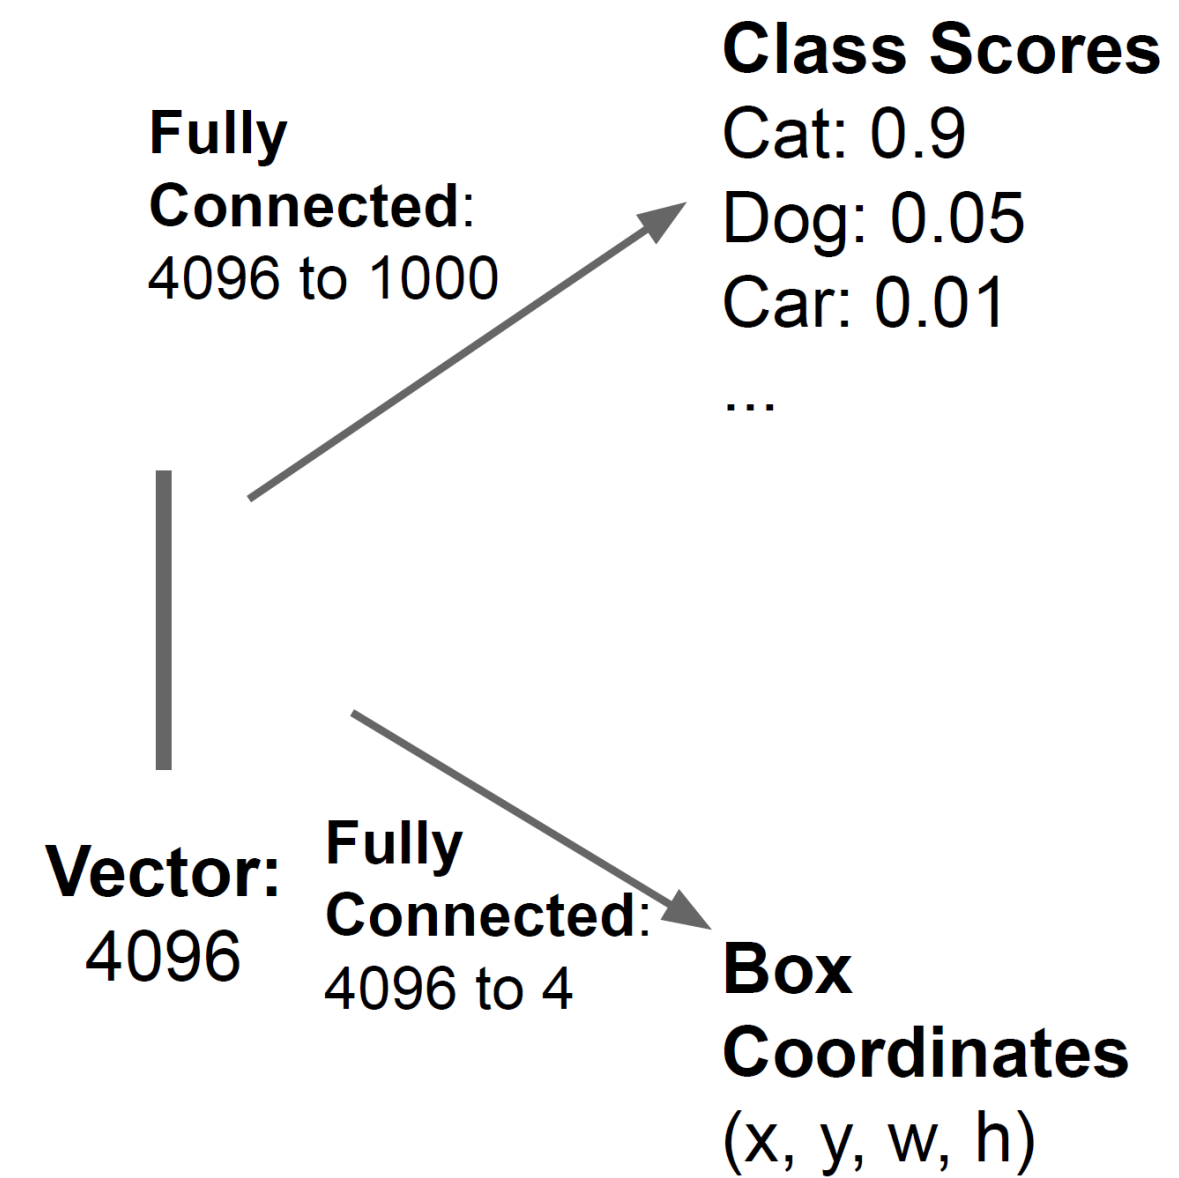 Fully
Connected:
4096 to 1000
Class Scores
Cat: 0.9
Dog: 0.05
Car: 0.01
...
Vector:
4096
Fully
Connected:
4096 to 4
Box
Coordinates
(x, y, w, h)